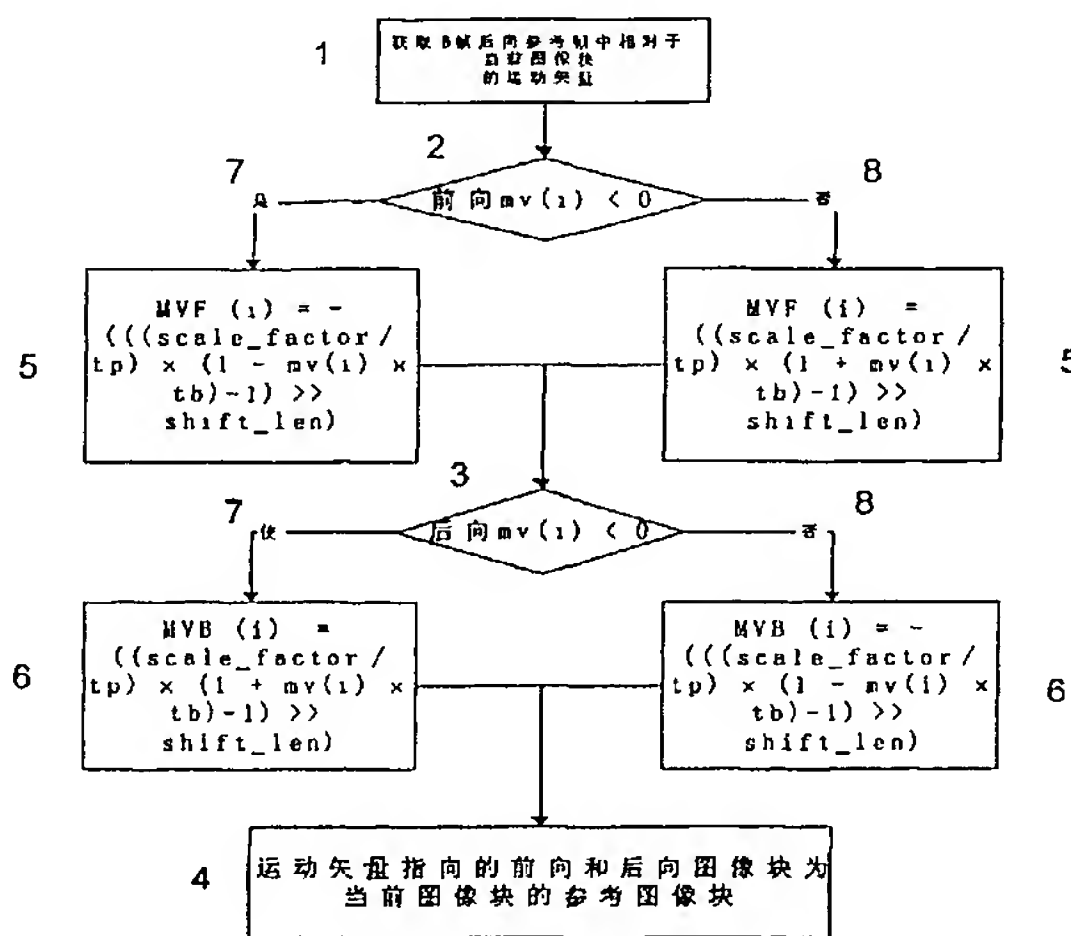 1
获取B帧后向参考帧中相对于
当前图像块
的运动矢量
2
7
8
前向mv(i) < 0
是
否
5
MVF (i) = -
(((scale_factor/
tp) × (1 - mv(i) ×
tb)-1) >>
shift_len)
MVF (i) =
((scale_factor/
tp) × (1 + mv(i) ×
tb)-1) >>
shift_len)
5
3
7
8
后向mv(i) < 0
使
否
6
MVB (i) =
((scale_factor/
tp) × (1 + mv(i) ×
tb)-1) >>
shift_len)
MVB (i) = -
(((scale_factor/
tp) × (1 - mv(i) ×
tb)-1) >>
shift_len)
6
4
运动矢量指向的前向和后向图像块为
当前图像块的参考图像块